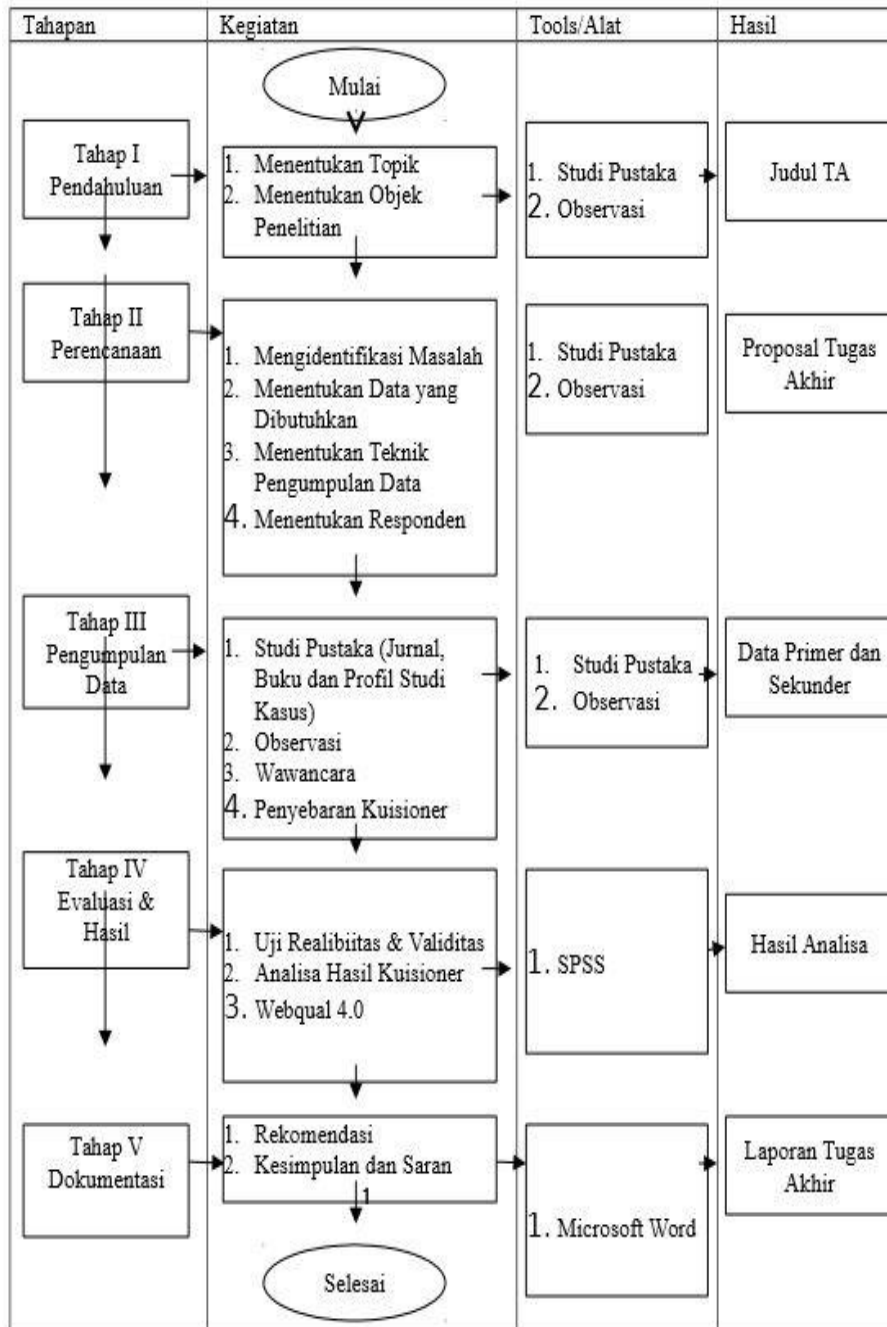 Tahapan
Kegiatan
Tools/Alat
Hasil
Mulai
Tahap I
Pendahuluan
1. Menentukan Topik
2. Menentukan Objek
Penelitian
1. Studi Pustaka
2. Observasi
Judul TA
Tahap II
Perencanaan
1. Mengidentifikasi Masalah
2. Menentukan Data yang
Dibutuhkan
3. Menentukan Teknik
Pengumpulan Data
4. Menentukan Responden
1. Studi Pustaka
2. Observasi
Proposal Tugas
Akhir
Tahap III
Pengumpulan
Data
1. Studi Pustaka (Jurnal,
Buku dan Profil Studi
Kasus)
2. Observasi
3. Wawancara
4. Penyebaran Kuisioner
1. Studi Pustaka
2. Observasi
Data Primer dan
Sekunder
Tahap IV
Evaluasi &
Hasil
1. Uji Realibiitas & Validitas
2. Analisa Hasil Kuisioner
3. Webqual 4.0
1. SPSS
Hasil Analisa
Tahap V
Dokumentasi
1. Rekomendasi
2. Kesimpulan dan Saran
1
1. Microsoft Word
Laporan Tugas
Akhir
Selesai